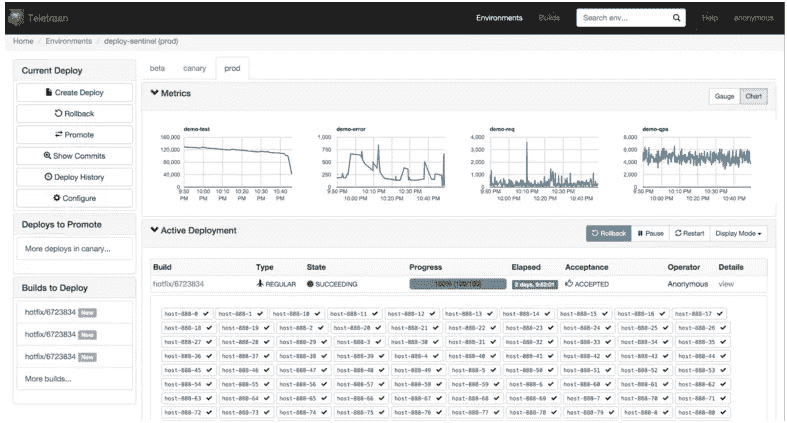 Teletraan Environments Builds Search env... Help anonymous
Home / Environments / deploy-sentinel (prod)
Current Deploy
Create Deploy
Rollback
Promote
Show Commits
Deploy History
Configure
Deploys to Promote
More deploys in canary...
Builds to Deploy
hotfix/6723834 New
hotfix/6723834 New
hotfix/6723834 New
More builds...
beta canary prod
Metrics Gauge Chart
demo-test
160,000
120,000
80,000
40,000
0
9:50 PM 10:00 PM 10:10 PM 10:20 PM 10:30 PM 10:40 PM
demo-error
1,000
750
500
250
0
9:50 PM 10:10 PM 10:30 PM
10:00 PM 10:20 PM 10:40 PM
demo-req
4,000
3,000
2,000
1,000
0
9:50 PM 10:10 PM 10:30 PM
10:00 PM 10:20 PM 10:40 PM
demo-qps
8,000
6,000
4,000
2,000
0
9:50 PM 10:10 PM 10:30 PM
10:00 PM 10:20 PM 10:40 PM
Active Deployment Rollback Pause Restart Display Mode
Build Type State Progress Elapsed Acceptance Operator Details
hotfix/6723834 REGULAR SUCCEEDING 100% (100/100) 2 days, 9:52:01 ACCEPTED Anonymous view
host-888-0 host-888-1 host-888-10 host-888-11 host-888-12 host-888-13 host-888-14 host-888-15 host-888-16 host-888-17
host-888-18 host-888-19 host-888-2 host-888-20 host-888-21 host-888-22 host-888-23 host-888-24 host-888-25 host-888-26
host-888-27 host-888-28 host-888-29 host-888-3 host-888-30 host-888-31 host-888-32 host-888-33 host-888-34 host-888-35
host-888-36 host-888-37 host-888-38 host-888-39 host-888-4 host-888-40 host-888-41 host-888-42 host-888-43 host-888-44
host-888-45 host-888-46 host-888-47 host-888-48 host-888-49 host-888-5 host-888-50 host-888-51 host-888-52 host-888-53
host-888-54 host-888-55 host-888-56 host-888-57 host-888-58 host-888-59 host-888-6 host-888-60 host-888-61 host-888-62
host-888-63 host-888-64 host-888-65 host-888-66 host-888-67 host-888-68 host-888-69 host-888-7 host-888-70 host-888-71
host-888-72 host-888-73 host-888-74 host-888-75 host-888-76 host-888-77 host-888-78 host-888-79 host-888-8 host-888-80